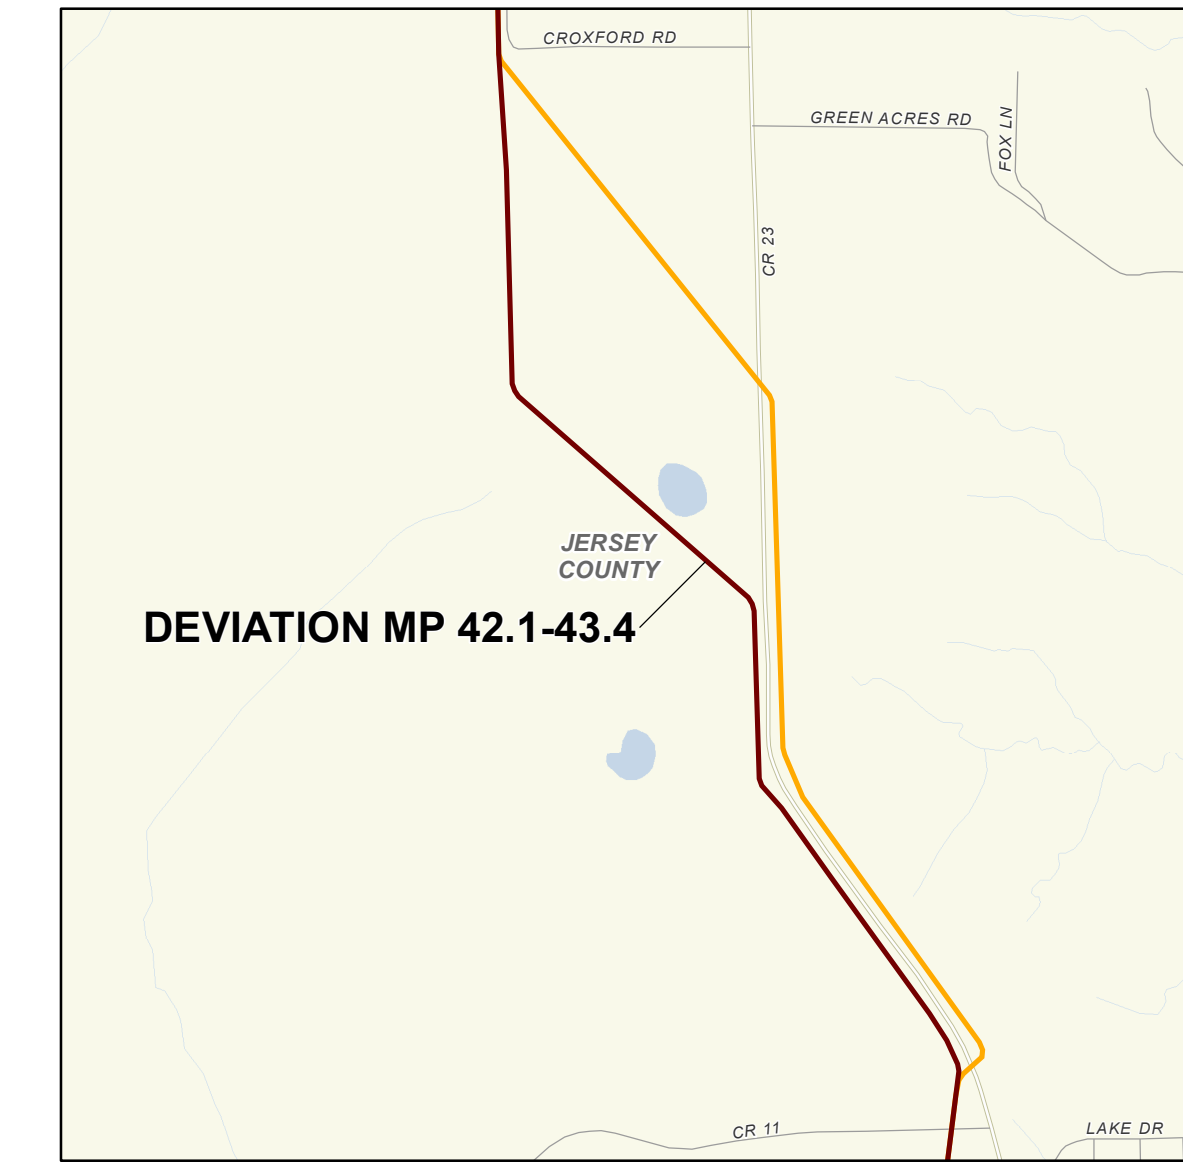 CROXFORD RD
GREEN ACRES RD
FOX LN
CR 23
JERSEY
COUNTY
DEVIATION MP 42.1-43.4
CR 11
LAKE DR